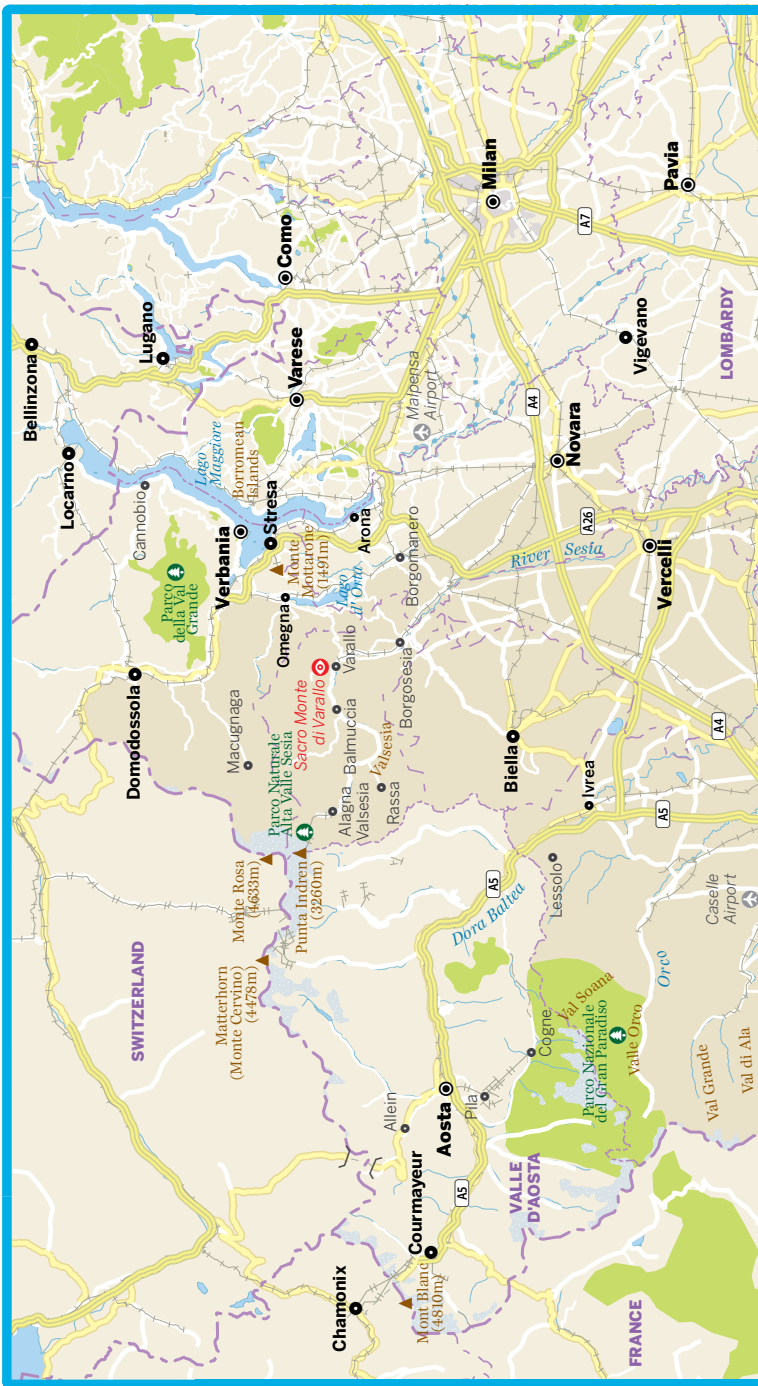 Bellinzona
Locarno
Lugano
Domodossola
Cannobio
Parco
della Val
Grande
Lago
Maggiore
Borromean
Islands
Como
Varese
Verbania
Stresa
Monte
Mottarone
(1491m)
Omegna
Lago
d'Orta
Arona
Malpensa
Airport
Milan
Pavia
A7
Vigevano
LOMBARDY
A4
Novara
A26
River Sesia
Vercelli
Borgomanero
Borgosesia
Varallo
Sacro Monte
di Varallo
Balmuccia
Macugnaga
Parco Naturale
Alta Valle Sesia
Alagna
Valsesia
Valsesia
Rassa
Biella
Ivrea
A4
A5
SWITZERLAND
Monte Rosa
(4633m)
Punta Indren
(3260m)
Matterhorn
(Monte Cervino)
(4478m)
A5
Dora Baltea
Lessolo
Caselle
Airport
Orco
Val Soana
Cogne
Parco Nazionale
del Gran Paradiso
Valle Orco
Val Grande
Val di Ala
Allein
Aosta
Pila
A5
VALLE
D'AOSTA
Courmayeur
Chamonix
Mont Blanc
(4810m)
FRANCE